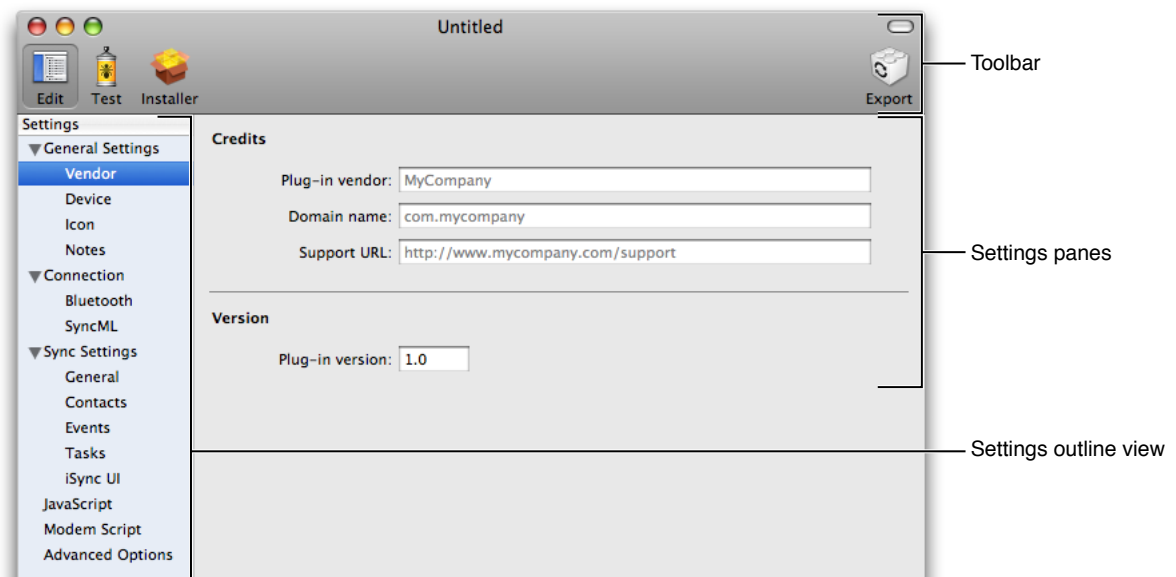 Untitled
Edit Test Installer Export
Toolbar
Settings
General Settings
Vendor
Device
Icon
Notes
Connection
Bluetooth
SyncML
Sync Settings
General
Contacts
Events
Tasks
iSync UI
JavaScript
Modem Script
Advanced Options
Credits
Plug-in vendor: MyCompany
Domain name: com.mycompany
Support URL: http://www.mycompany.com/support
Version
Plug-in version: 1.0
Settings panes
Settings outline view